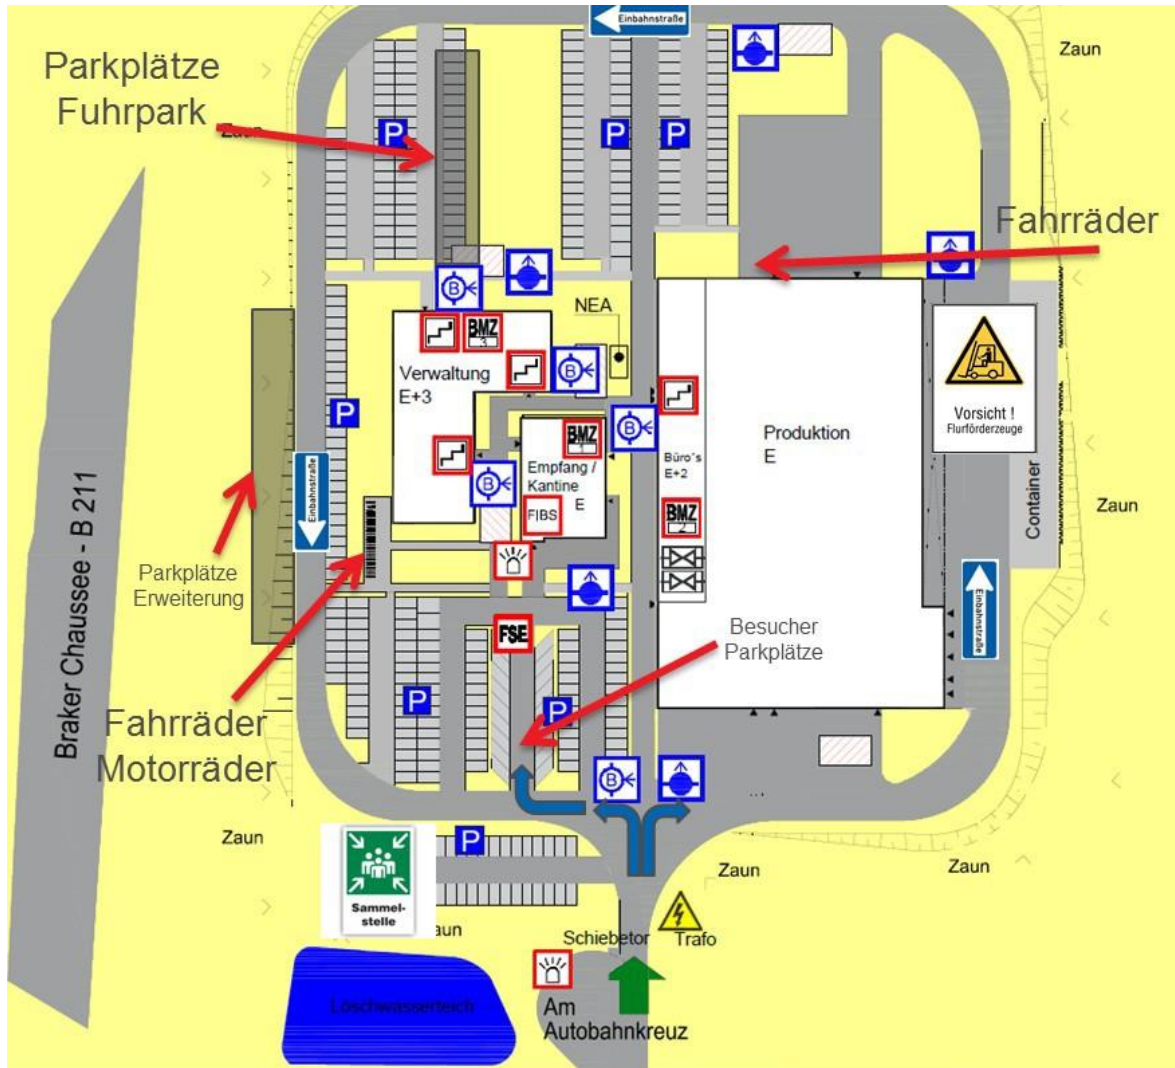 Einbahnstraße
Zaun
Parkplätze
Fuhrpark
Zaun
P
P
P
Fahrräder
B
NEA
BMZ
3
Verwaltung
E+3
B
Vorsicht !
Flurförderzeuge
P
B
BMZ
1
Produktion
E
Büro´s
E+2
Empfang /
Kantine
E
B
FIBS
BMZ
2
Einbahnstraße
Container
Zaun
Braker Chaussee - B 211
Parkplätze
Erweiterung
Einbahnstraße
FSE
Besucher
Parkplätze
P
P
Fahrräder
Motorräder
B
Zaun
P
Zaun
Zaun
Sammel-
stelle
aun
Schiebetor
Trafo
Löschwasserteich
Am
Autobahnkreuz